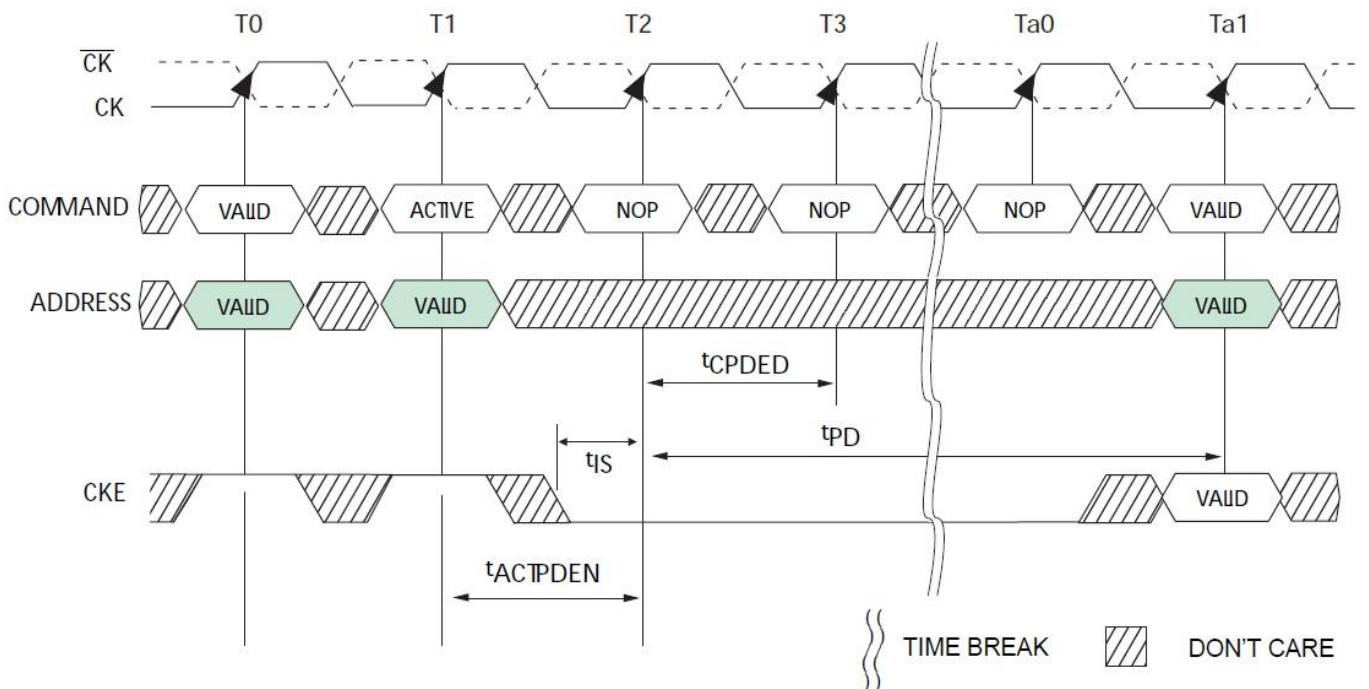 T0 T1 T2 T3 Ta0 Ta1
CK
CK
COMMAND VALID ACTIVE NOP NOP NOP VALID
ADDRESS VALID VALID VALID
tCPDED
tPD
tIS
CKE VALID
tACTPDEN
TIME BREAK DON'T CARE